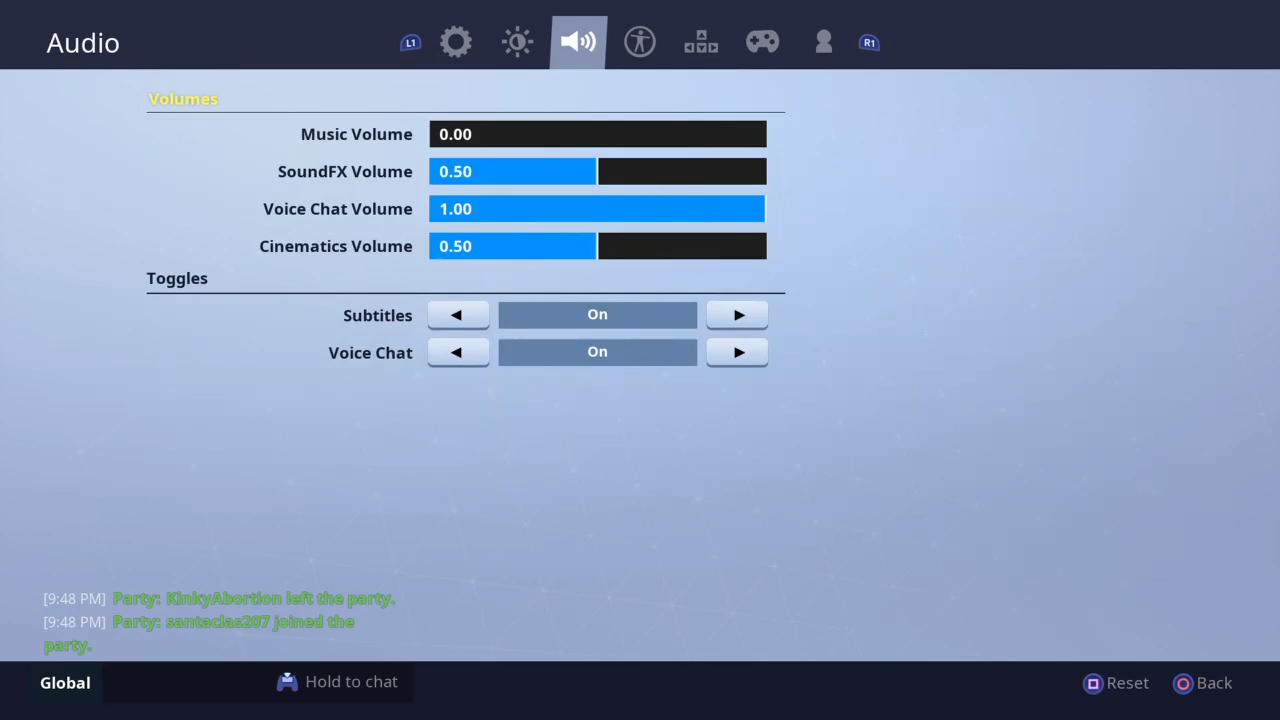 Audio
L1
R1
Volumes
Music Volume 0.00
SoundFX Volume 0.50
Voice Chat Volume 1.00
Cinematics Volume 0.50
Toggles
Subtitles On
Voice Chat On
[9:48 PM] Party: KinkyAbortion left the party.
[9:48 PM] Party: santaclaz207 joined the
party.
Global Hold to chat Reset Back